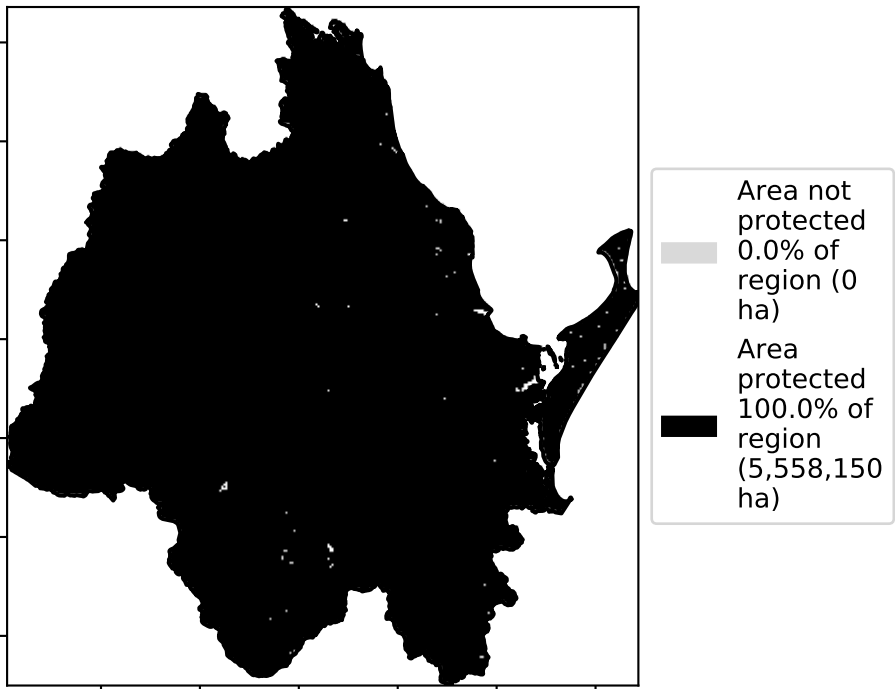 Area not
protected
0.0% of
region (0
ha)
Area
protected
100.0% of
region
(5,558,150
ha)